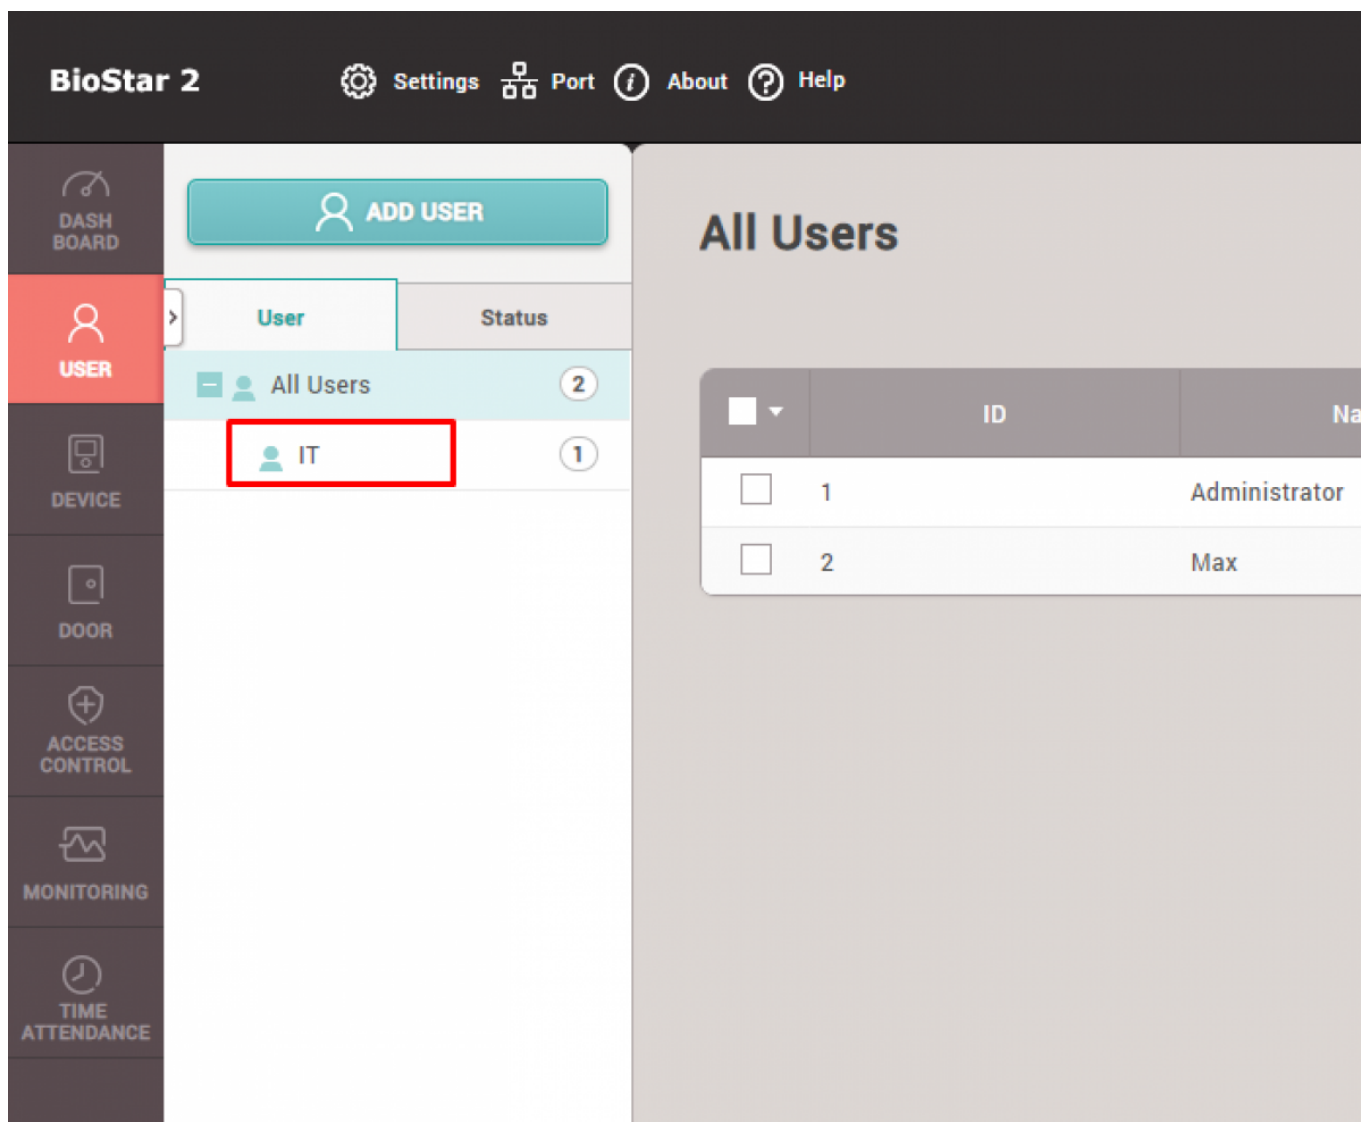 BioStar 2 Settings Port About Help
DASH
BOARD
USER
DEVICE
DOOR
ACCESS
CONTROL
MONITORING
TIME
ATTENDANCE
ADD USER
User Status
All Users 2
IT 1
All Users
ID Na
1 Administrator
2 Max